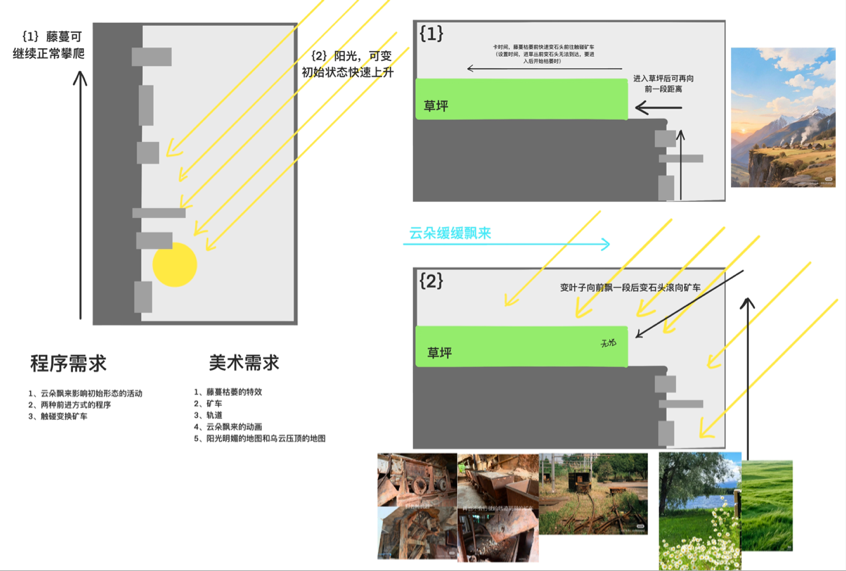 {1} 藤蔓可
继续正常攀爬
{2} 阳光，可变
初始状态快速上升
{1}
卡时间，藤蔓枯萎前快速变石头前往触碰矿车
（设置时间，进草丛前变石头无法到达，要进
入后开始枯萎时）
进入草坪后可再向
前一段距离
草坪
云朵缓缓飘来
{2}
变叶子向前飘一段后变石头滚向矿车
草坪
程序需求
1、云朵飘来影响初始形态的活动
2、两种前进方式的程序
3、触碰变换矿车
美术需求
1、藤蔓枯萎的特效
2、矿车
3、轨道
4、云朵飘来的动画
5、阳光明媚的地图和乌云压顶的地图